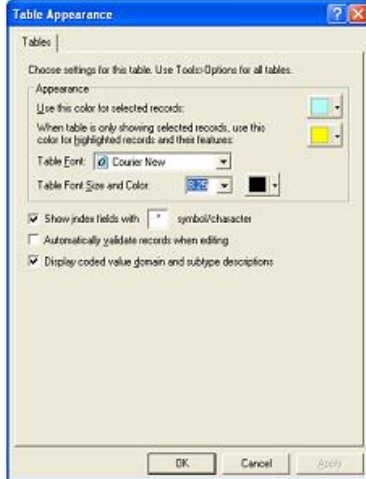 Table Appearance
Tables
Choose settings for this table. Use Tools>Options for all tables.
Appearance
Use this color for selected records:
When table is only showing selected records, use this
color for highlighted records and their features:
Table Font: Courier New
Table Font Size and Color: 8.25
Show index fields with * symbol/character
Automatically validate records when editing
Display coded value domain and subtype descriptions
OK Cancel Apply